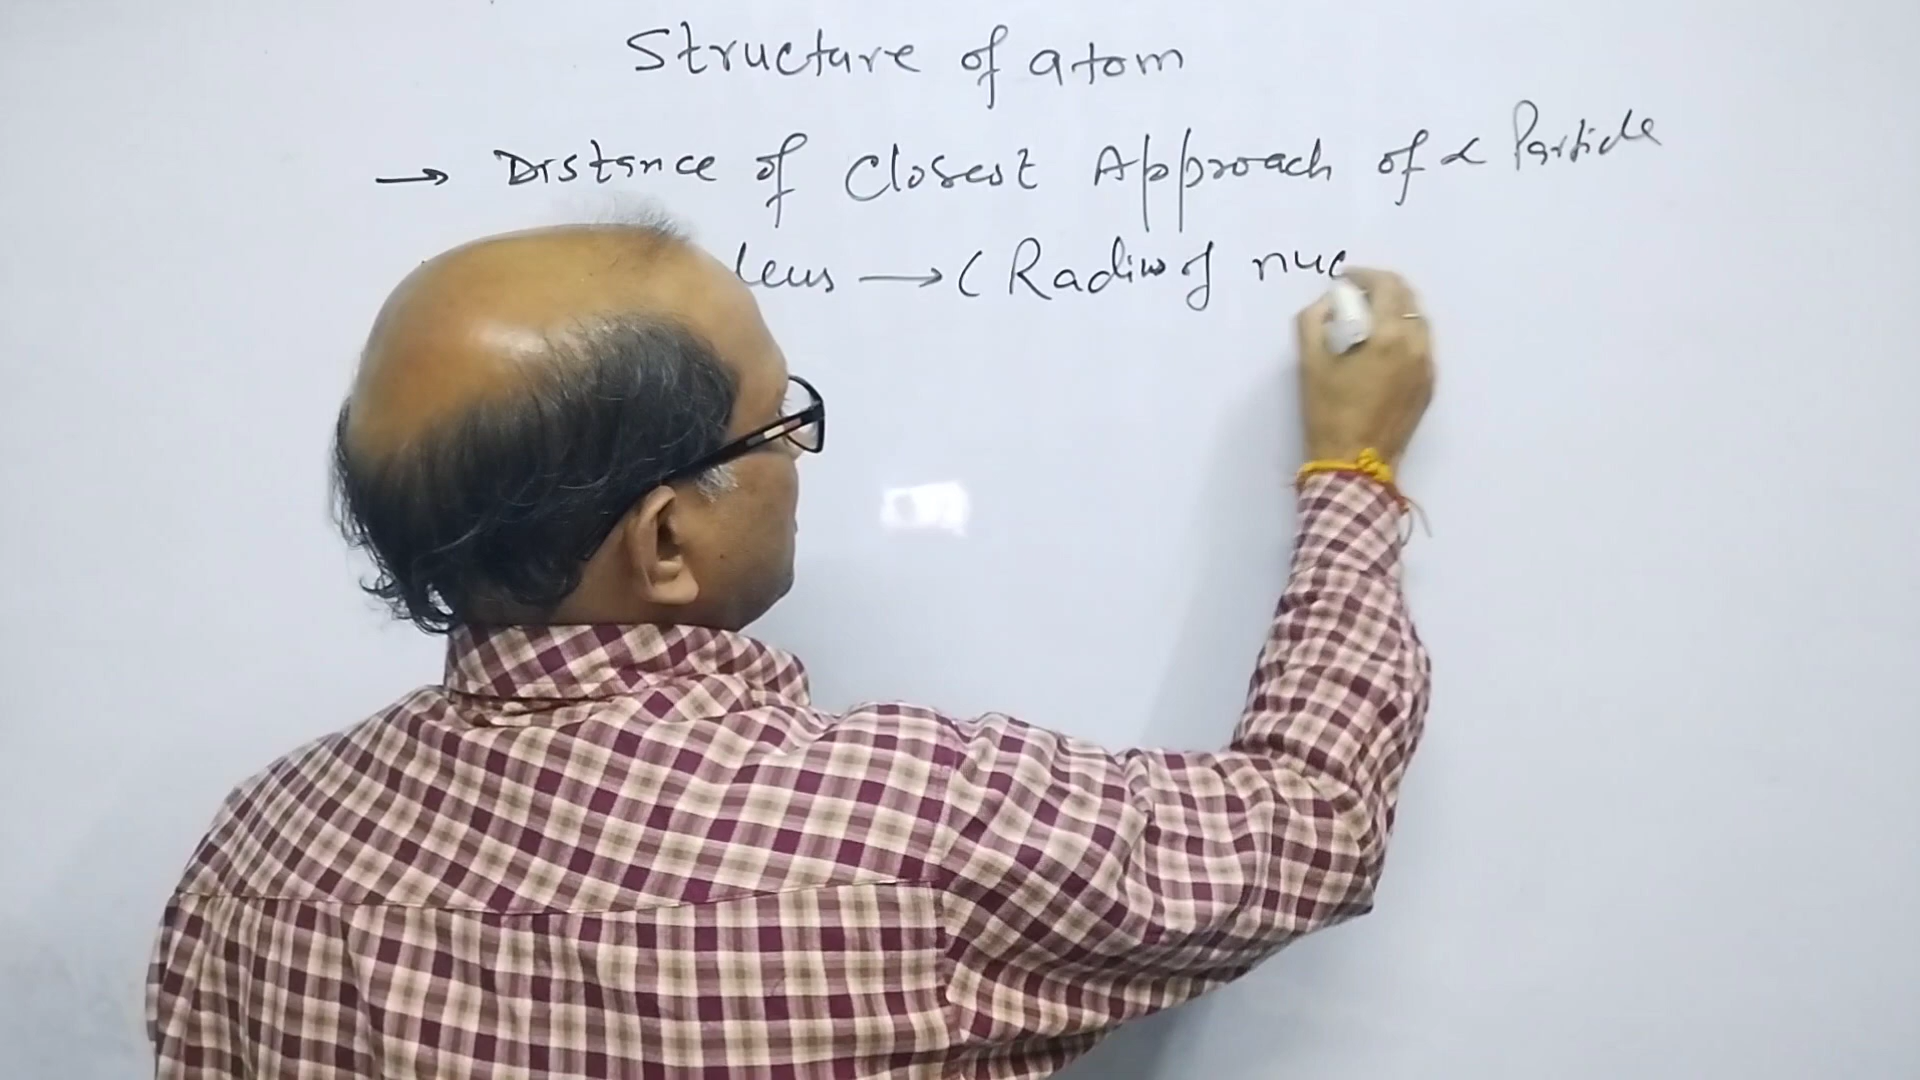 Structure of atom
→ Distance of Closest Approach of α Particle
leus → (Radius of nuc